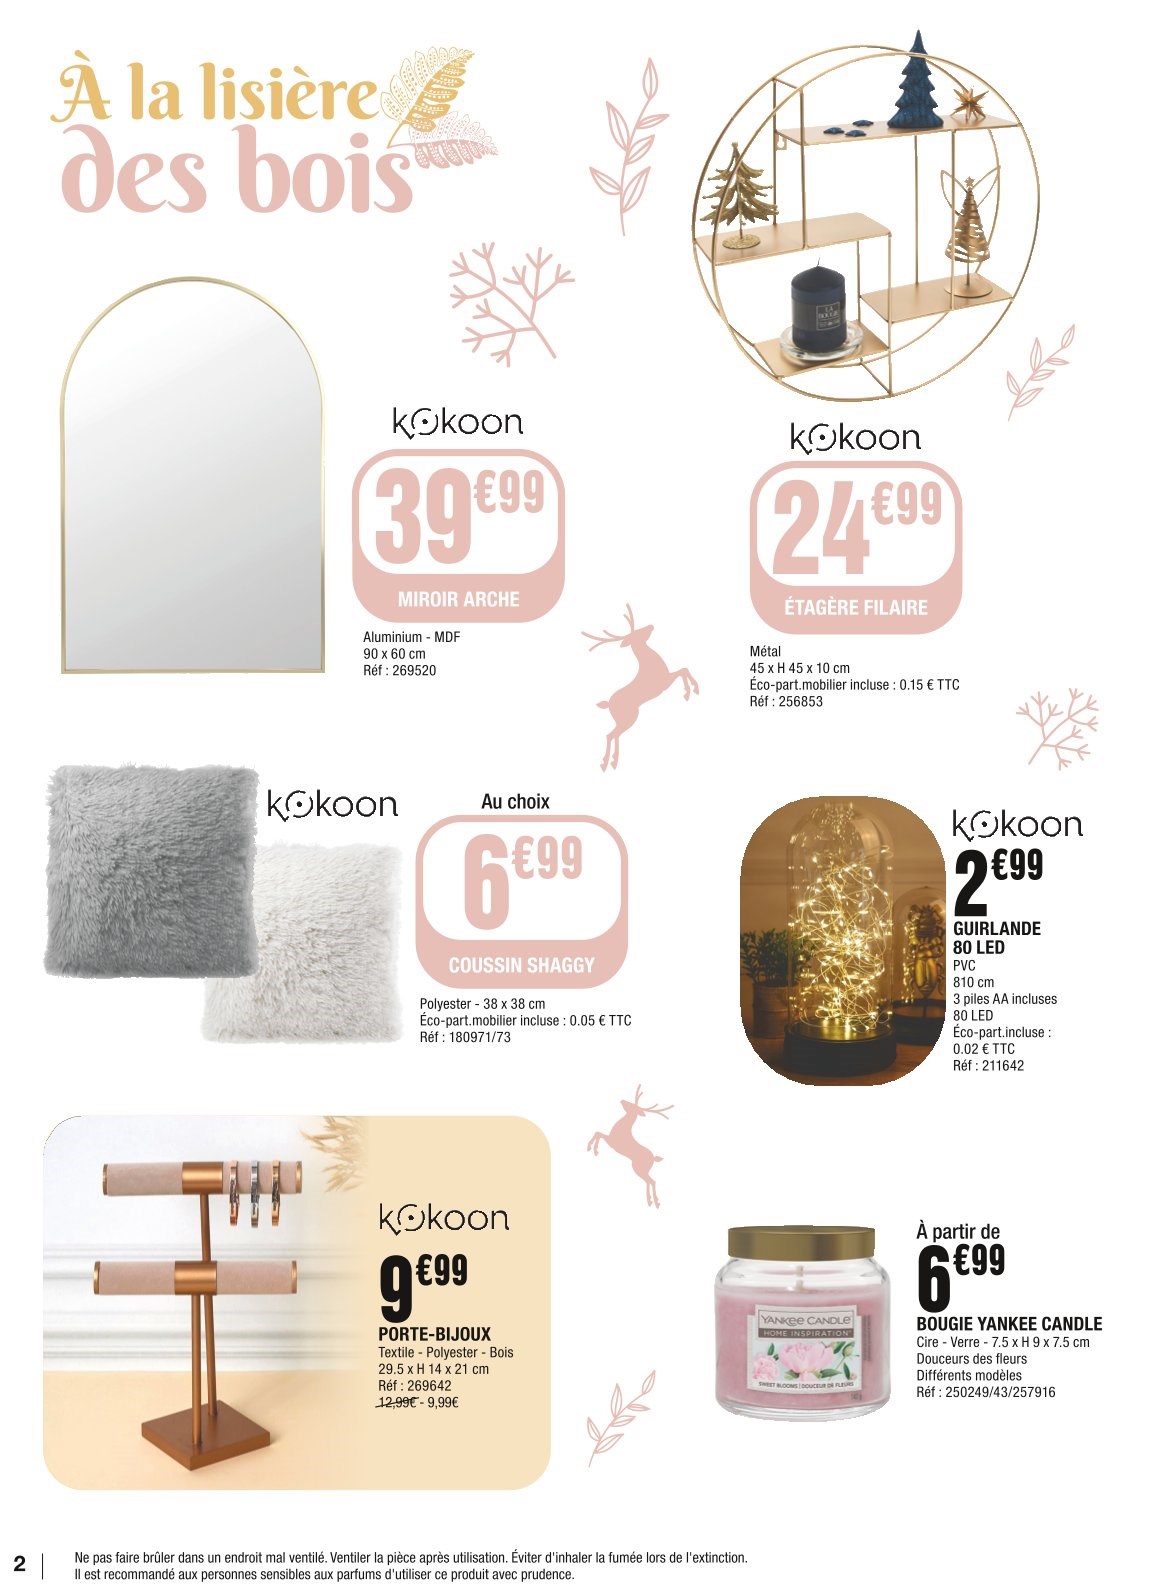 À la lisière
des bois
kokoon
39€99
MIROIR ARCHE
Aluminium - MDF
90 x 60 cm
Réf : 269520
kokoon
24€99
ÉTAGÈRE FILAIRE
Métal
45 x H 45 x 10 cm
Éco-part.mobilier incluse : 0.15 € TTC
Réf : 256853
kokoon
Au choix
6€99
COUSSIN SHAGGY
Polyester - 38 x 38 cm
Éco-part.mobilier incluse : 0.05 € TTC
Réf : 180971/73
kokoon
2€99
GUIRLANDE
80 LED
PVC
810 cm
3 piles AA incluses
80 LED
Éco-part.incluse :
0.02 € TTC
Réf : 211642
kokoon
9€99
PORTE-BIJOUX
Textile - Polyester - Bois
29.5 x H 14 x 21 cm
Réf : 269642
12,99€ - 9,99€
YANKEE CANDLE
HOME INSPIRATION
SWEET BLOOMS | DOUCEUR DE FLEURS
À partir de
6€99
BOUGIE YANKEE CANDLE
Cire - Verre - 7.5 x H 9 x 7.5 cm
Douceurs des fleurs
Différents modèles
Réf : 250249/43/257916
2
Ne pas faire brûler dans un endroit mal ventilé. Ventiler la pièce après utilisation. Éviter d'inhaler la fumée lors de l'extinction.
Il est recommandé aux personnes sensibles aux parfums d'utiliser ce produit avec prudence.